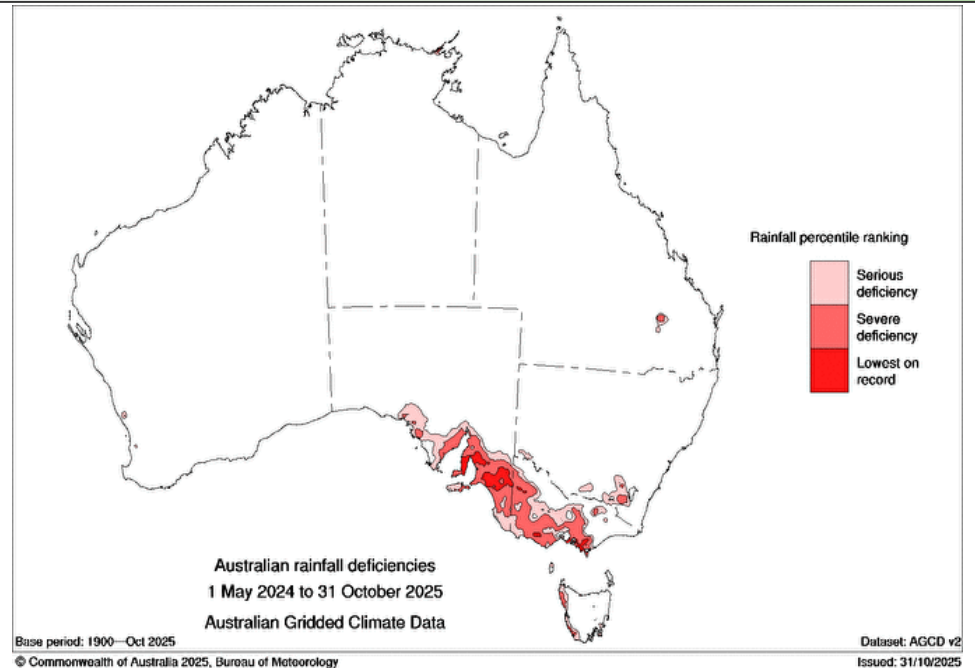 Rainfall percentile ranking
Serious
deficiency
Severe
deficiency
Lowest on
record
Australian rainfall deficiencies
1 May 2024 to 31 October 2025
Australian Gridded Climate Data
Base period: 1900—Oct 2025
Dataset: AGCD v2
© Commonwealth of Australia 2025, Bureau of Meteorology
Issued: 31/10/2025